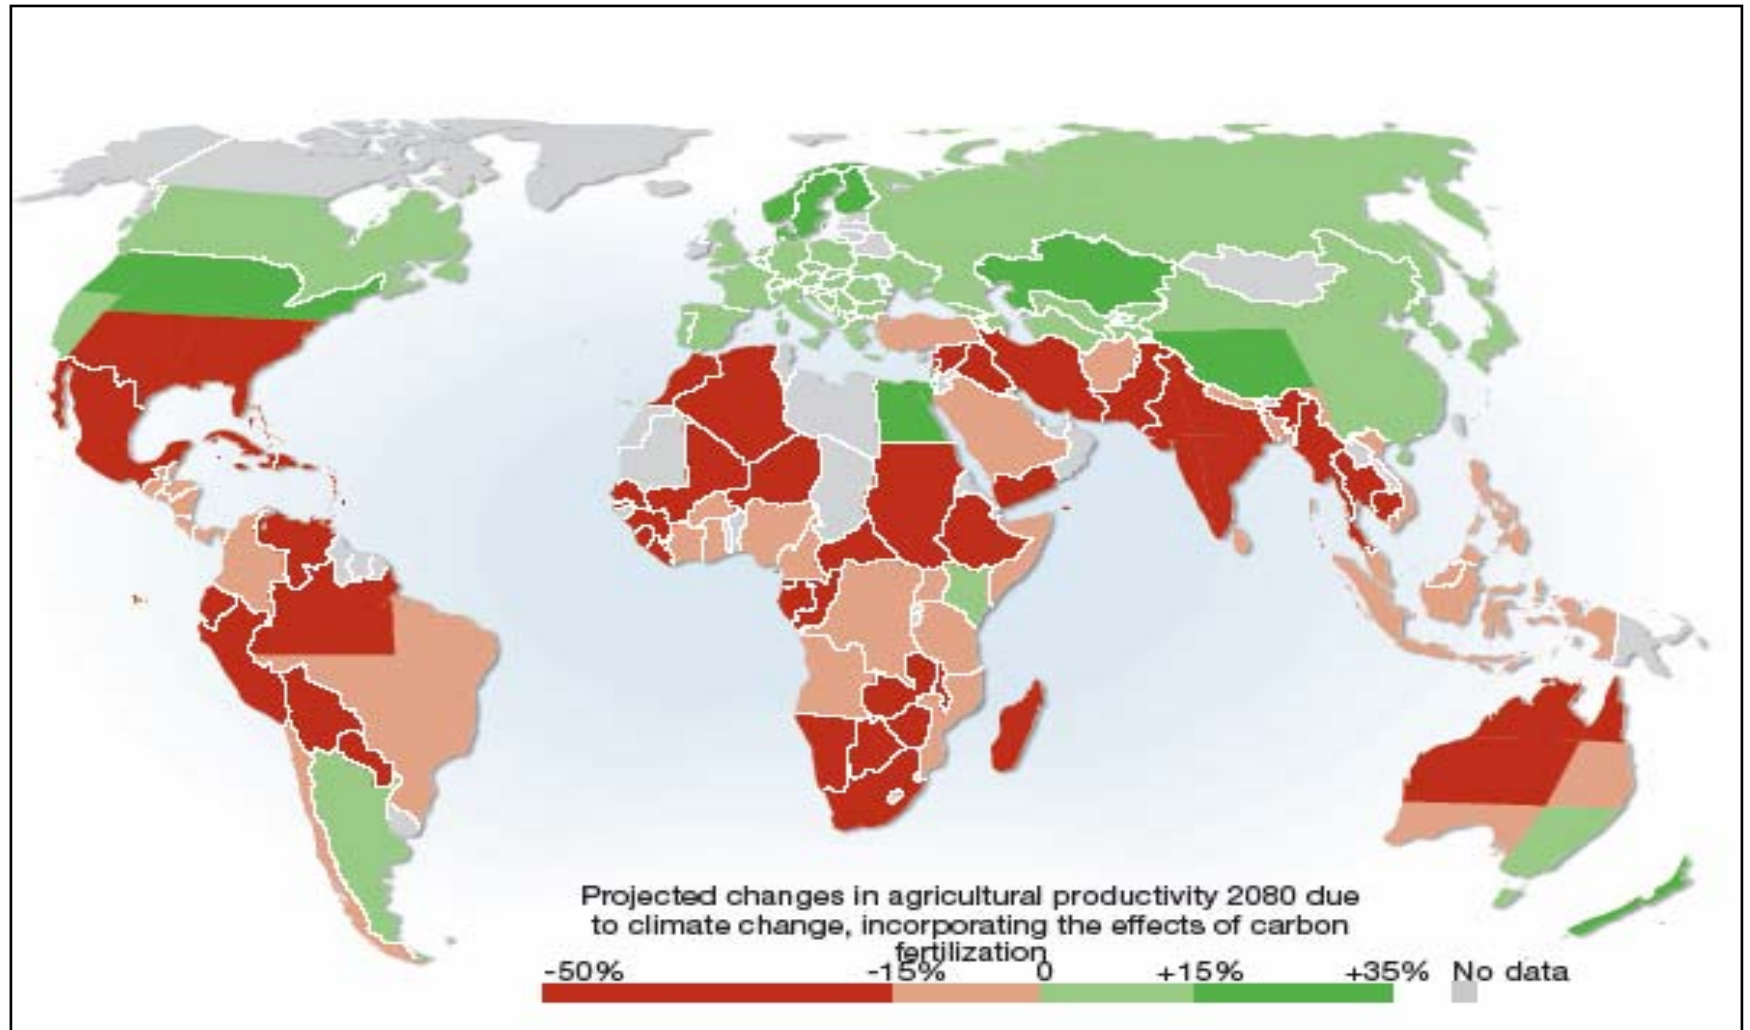 Projected changes in agricultural productivity 2080 due
to climate change, incorporating the effects of carbon
fertilization
-50% -15% 0 +15% +35% No data